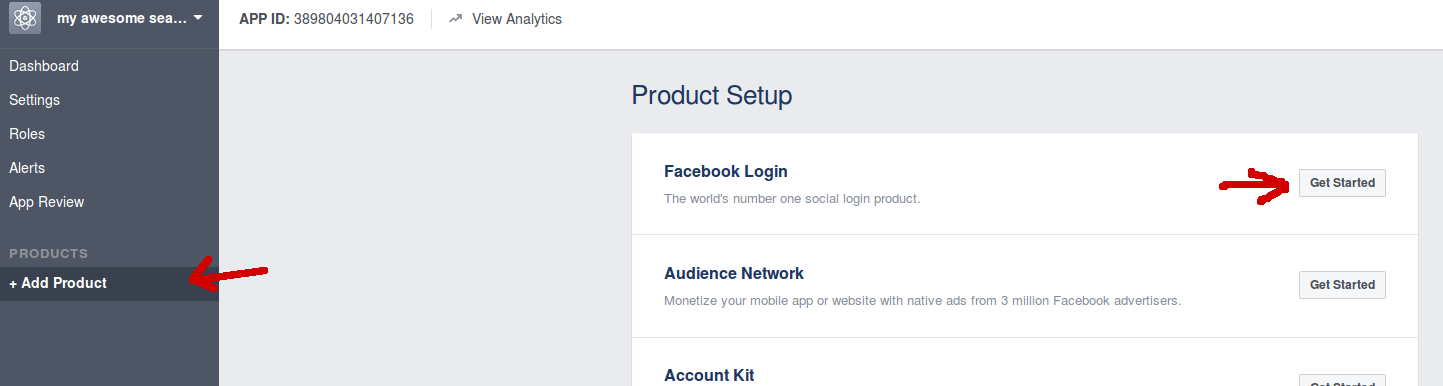 my awesome sea...
APP ID: 389804031407136
View Analytics
Dashboard
Settings
Roles
Alerts
App Review
PRODUCTS
+ Add Product
Product Setup
Facebook Login
The world's number one social login product.
Get Started
Audience Network
Monetize your mobile app or website with native ads from 3 million Facebook advertisers.
Get Started
Account Kit
Get Started